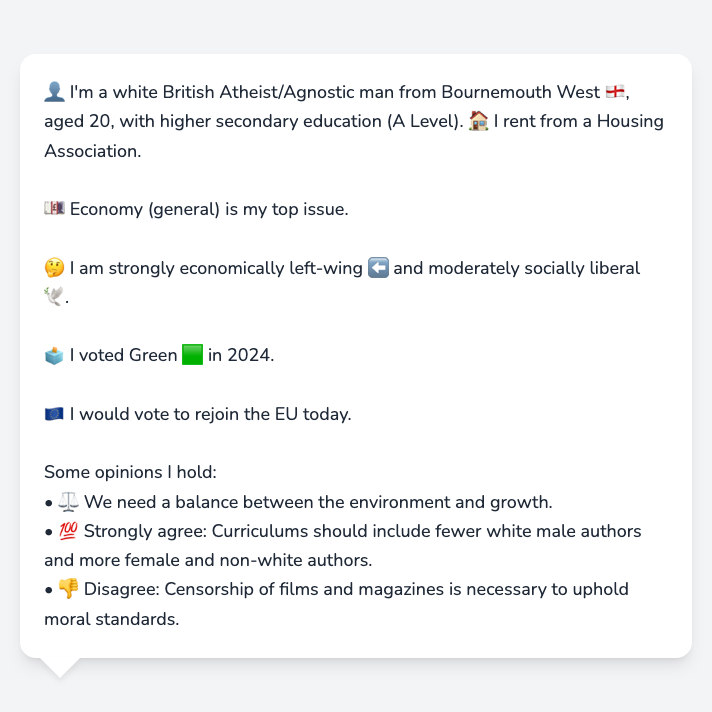 👤 I'm a white British Atheist/Agnostic man from Bournemouth West 🏴󠁧󠁢󠁥󠁮󠁧󠁿,
aged 20, with higher secondary education (A Level). 🏠 I rent from a Housing
Association.
💷 Economy (general) is my top issue.
🤔 I am strongly economically left-wing ⬅️ and moderately socially liberal
🕊️.
🗳️ I voted Green 🟩 in 2024.
🇪🇺 I would vote to rejoin the EU today.
Some opinions I hold:
• ⚖️ We need a balance between the environment and growth.
• 💯 Strongly agree: Curriculums should include fewer white male authors
and more female and non-white authors.
• 👎 Disagree: Censorship of films and magazines is necessary to uphold
moral standards.